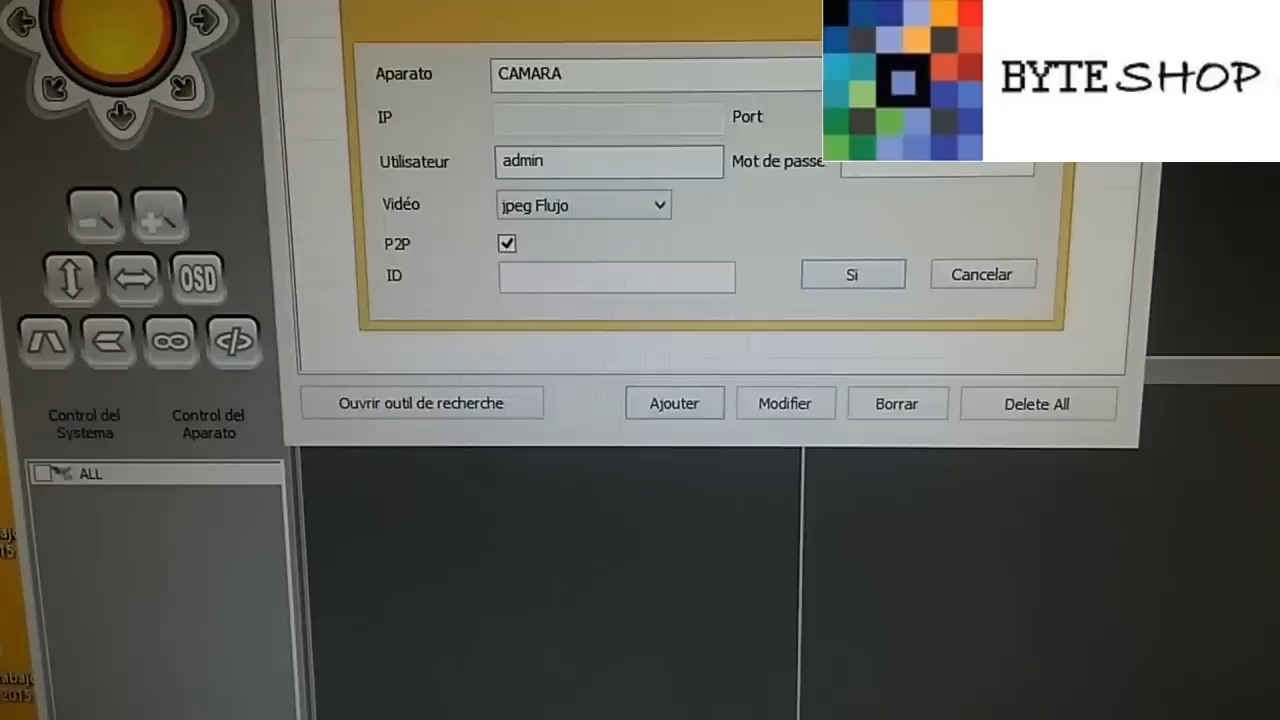 BYTE SHOP
Aparato CAMARA
IP Port
Utilisateur admin Mot de passe
Vidéo jpeg Flujo
P2P
ID Si Cancelar
Ouvrir outil de recherche Ajouter Modifier Borrar Delete All
OSD
Control del Systema
Control del Aparato
ALL
2015